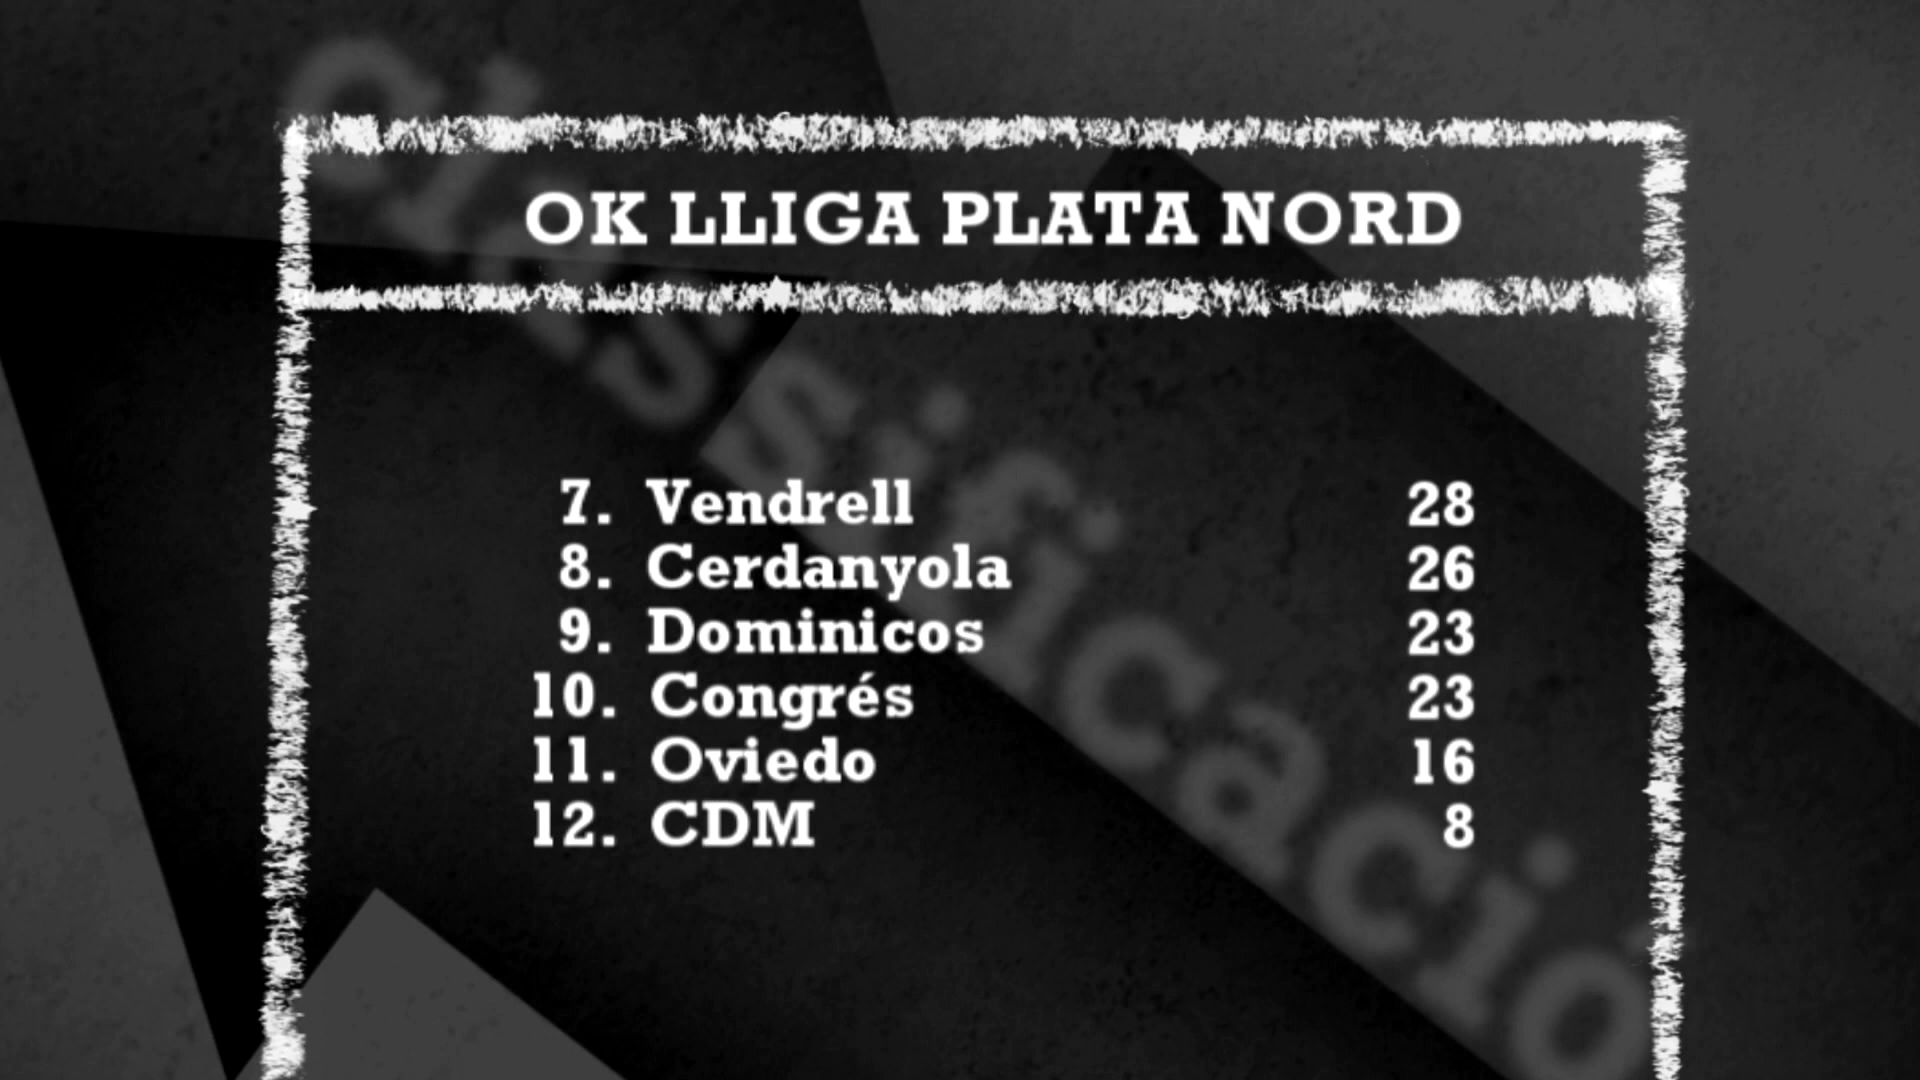 OK LLIGA PLATA NORD
classificació
7. Vendrell 28
8. Cerdanyola 26
9. Dominicos 23
10. Congrés 23
11. Oviedo 16
12. CDM 8